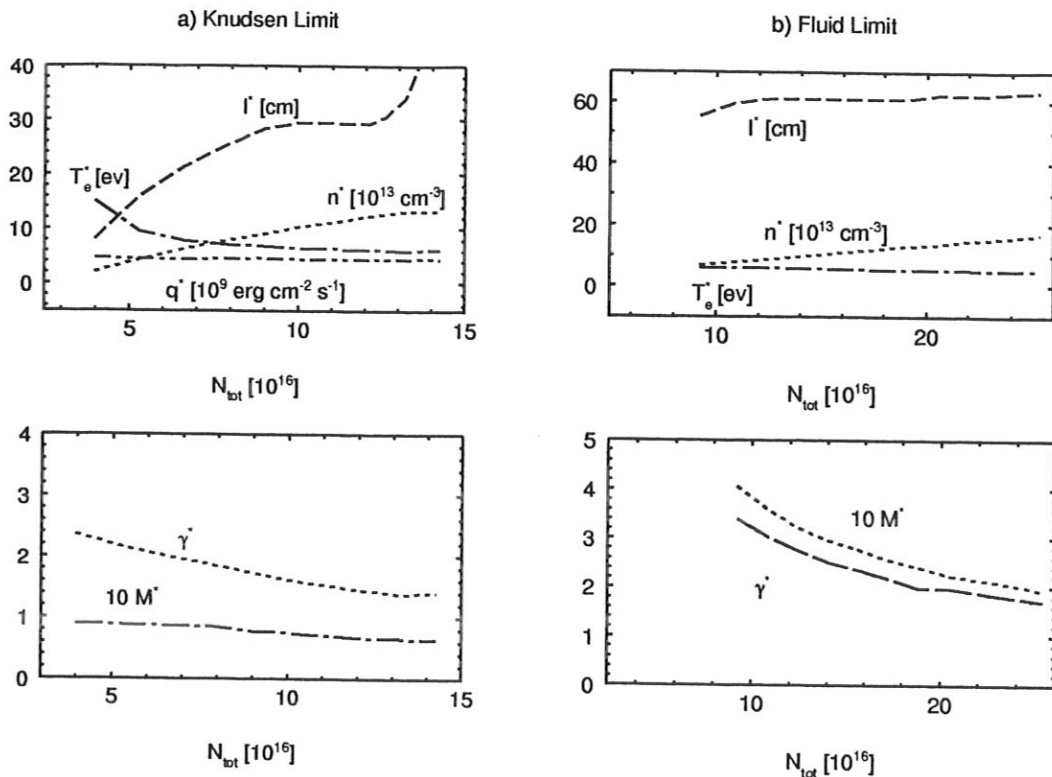 a) Knudsen Limit
40
30
20
10
0
l* [cm]
T*e [ev]
n* [10^13 cm^-3]
q* [10^9 erg cm^-2 s^-1]
5
10
15
N_tot [10^16]
b) Fluid Limit
60
40
20
0
l* [cm]
n* [10^13 cm^-3]
T*e [ev]
10
20
N_tot [10^16]
4
3
2
1
0
γ*
10 M*
5
10
15
N_tot [10^16]
5
4
3
2
1
0
10 M*
γ*
10
20
N_tot [10^16]